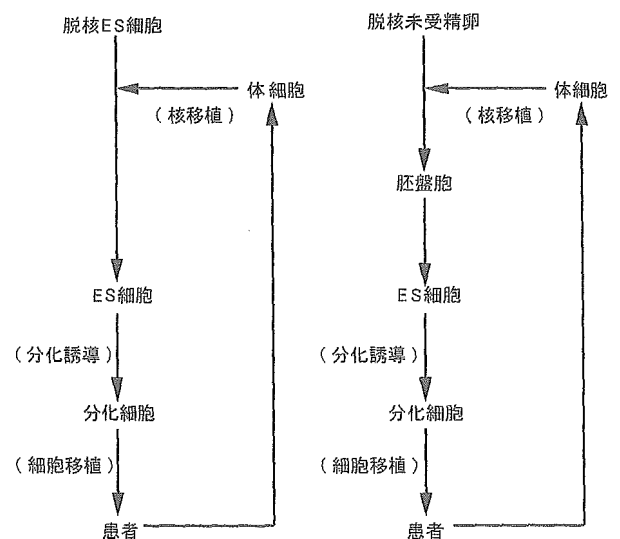 脱核ES細胞
体細胞
(核移植)
ES細胞
(分化誘導)
分化細胞
(細胞移植)
患者
脱核未受精卵
体細胞
(核移植)
胚盤胞
ES細胞
(分化誘導)
分化細胞
(細胞移植)
患者